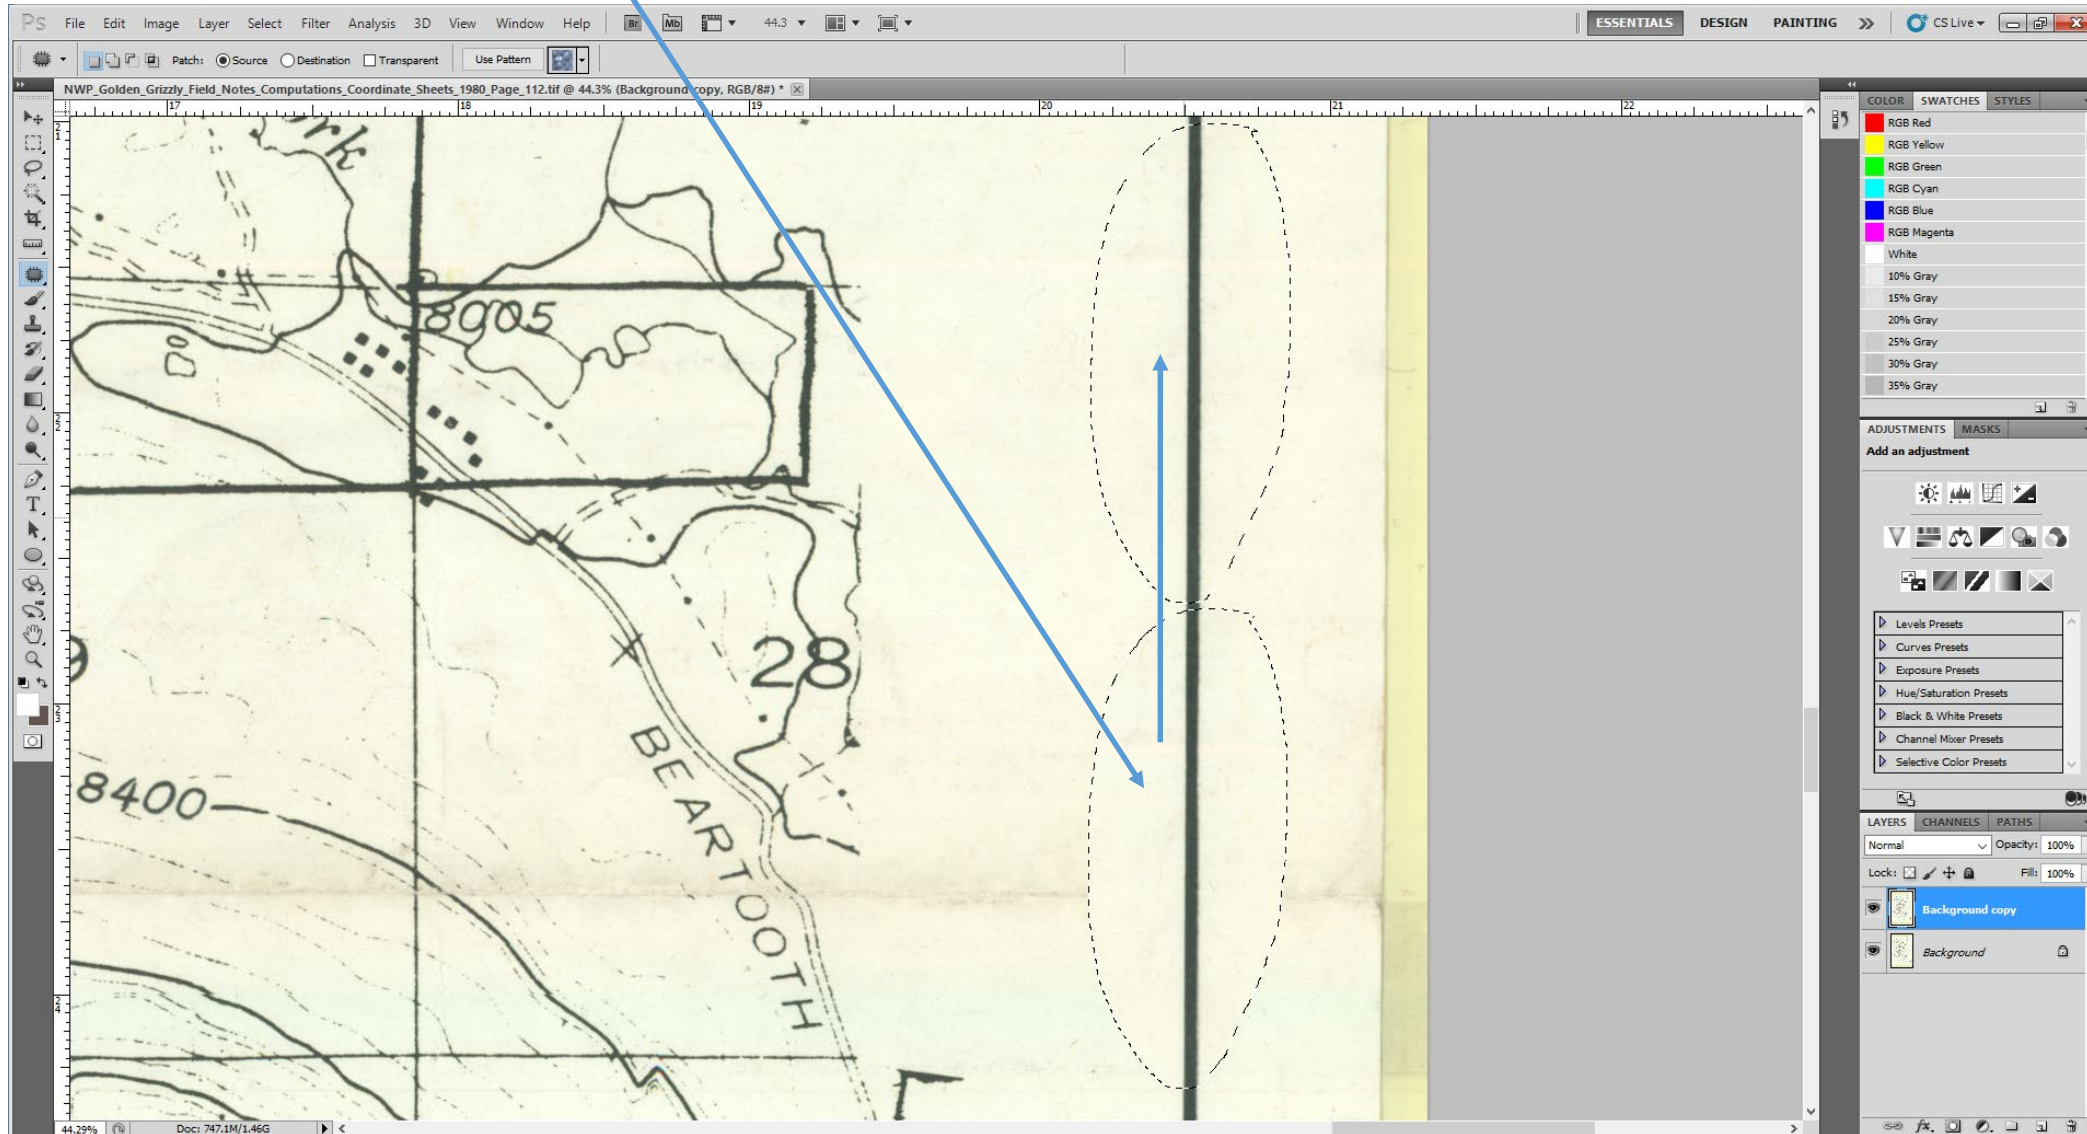 Ps File Edit Image Layer Select Filter Analysis 3D View Window Help Br Mb 44.3 ESSENTIALS DESIGN PAINTING CS Live
Patch: Source Destination Transparent Use Pattern
NWP_Golden_Grizzly_Field_Notes_Computations_Coordinate_Sheets_1980_Page_112.tif @ 44.3% (Background copy, RGB/8#) *
17 18 19 20 21 22
8005
28
8400
BEARTOOTH
COLOR SWATCHES STYLES
RGB Red
RGB Yellow
RGB Green
RGB Cyan
RGB Blue
RGB Magenta
White
10% Gray
15% Gray
20% Gray
25% Gray
30% Gray
35% Gray
ADJUSTMENTS MASKS
Add an adjustment
Levels Presets
Curves Presets
Exposure Presets
Hue/Saturation Presets
Black & White Presets
Channel Mixer Presets
Selective Color Presets
LAYERS CHANNELS PATHS
Normal Opacity: 100%
Lock: Fill: 100%
Background copy
Background
44.29% Doc: 747.1M/1.46G